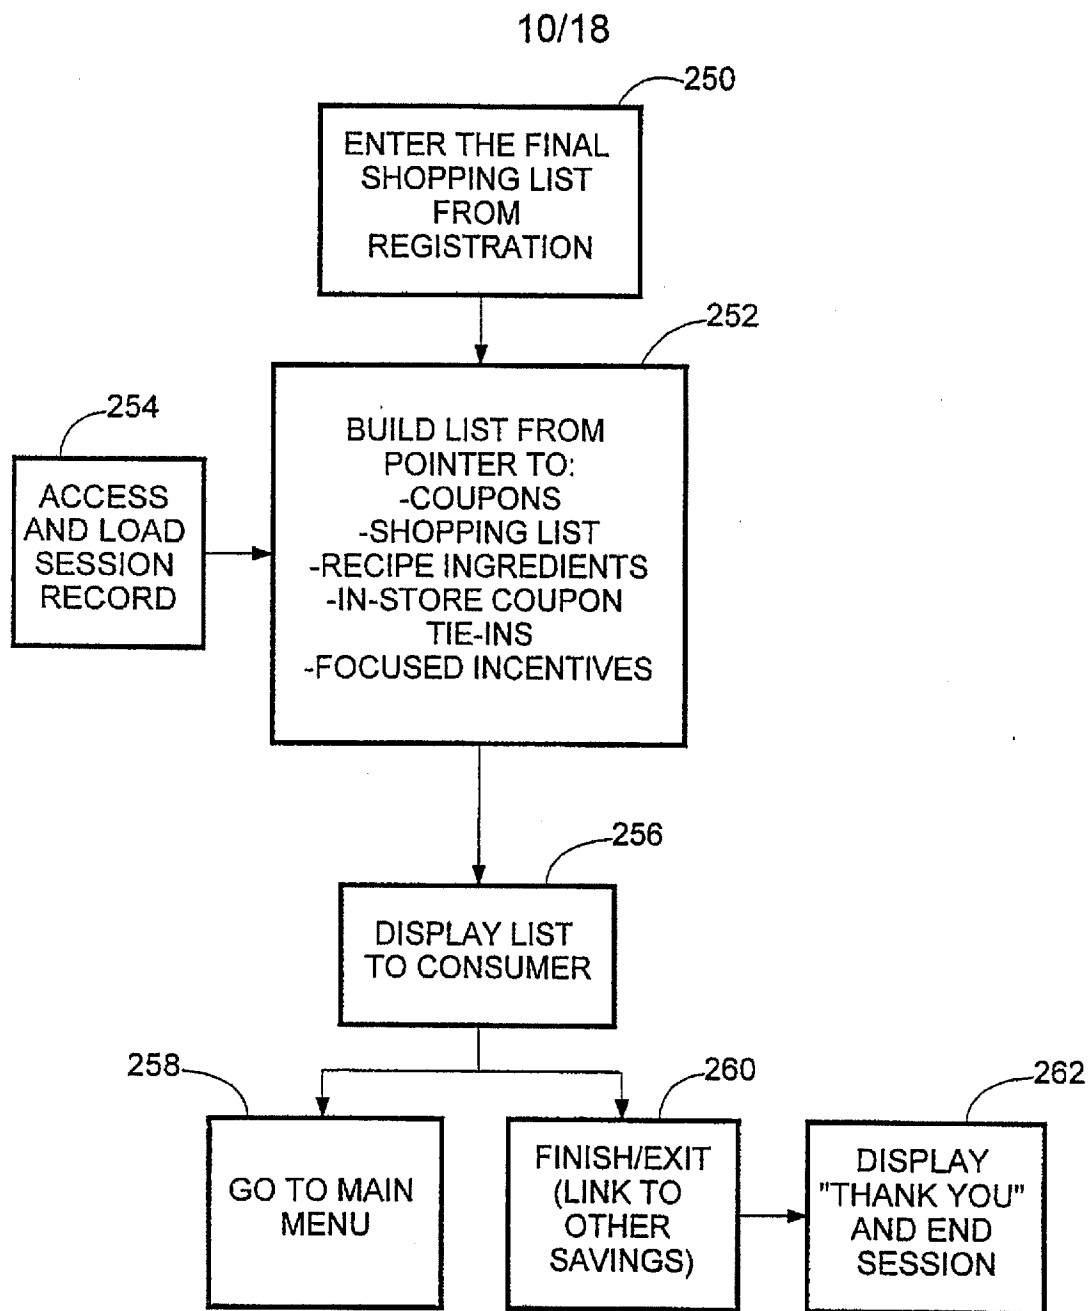 10/18
250
ENTER THE FINAL
SHOPPING LIST
FROM
REGISTRATION
252
BUILD LIST FROM
POINTER TO:
-COUPONS
-SHOPPING LIST
-RECIPE INGREDIENTS
-IN-STORE COUPON
TIE-INS
-FOCUSED INCENTIVES
254
ACCESS
AND LOAD
SESSION
RECORD
256
DISPLAY LIST
TO CONSUMER
258
GO TO MAIN
MENU
260
FINISH/EXIT
(LINK TO
OTHER
SAVINGS)
262
DISPLAY
"THANK YOU"
AND END
SESSION